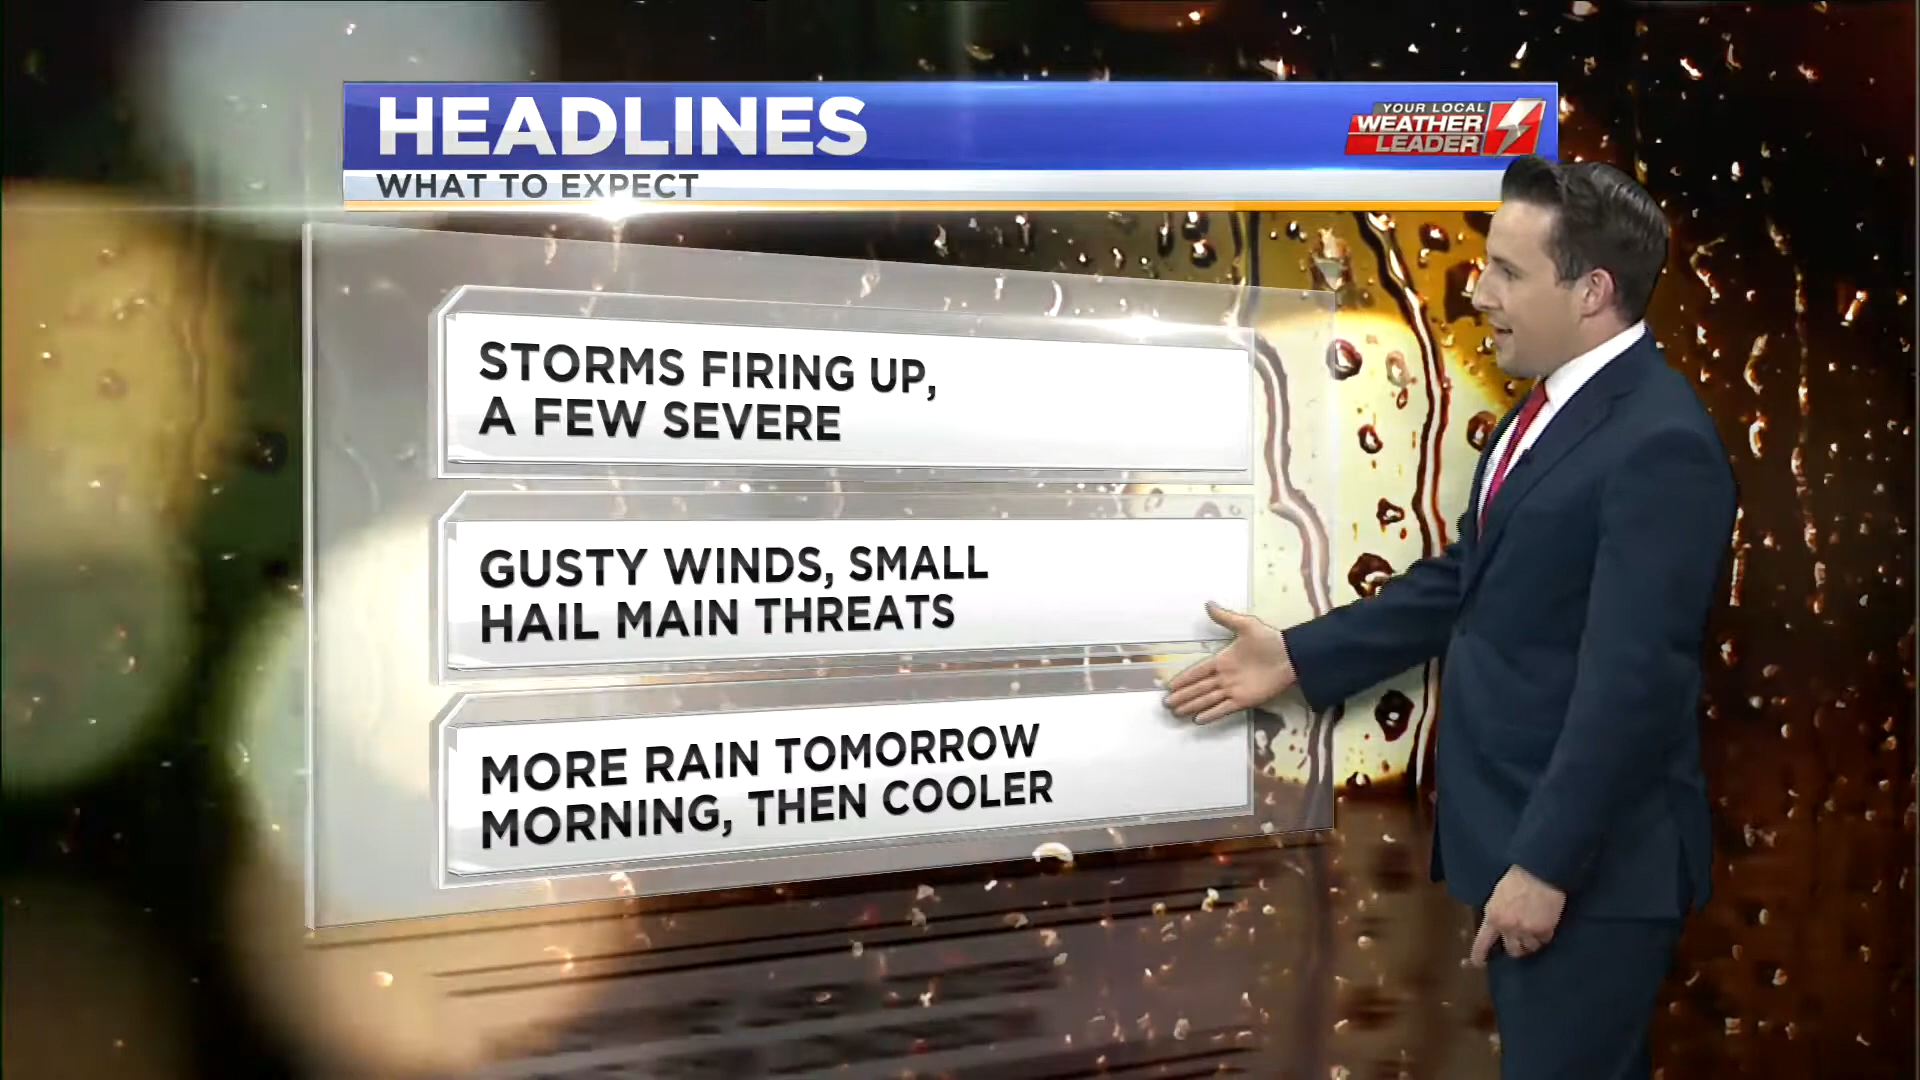 HEADLINES
YOUR LOCAL
WEATHER
LEADER
WHAT TO EXPECT
STORMS FIRING UP,
A FEW SEVERE
GUSTY WINDS, SMALL
HAIL MAIN THREATS
MORE RAIN TOMORROW
MORNING, THEN COOLER